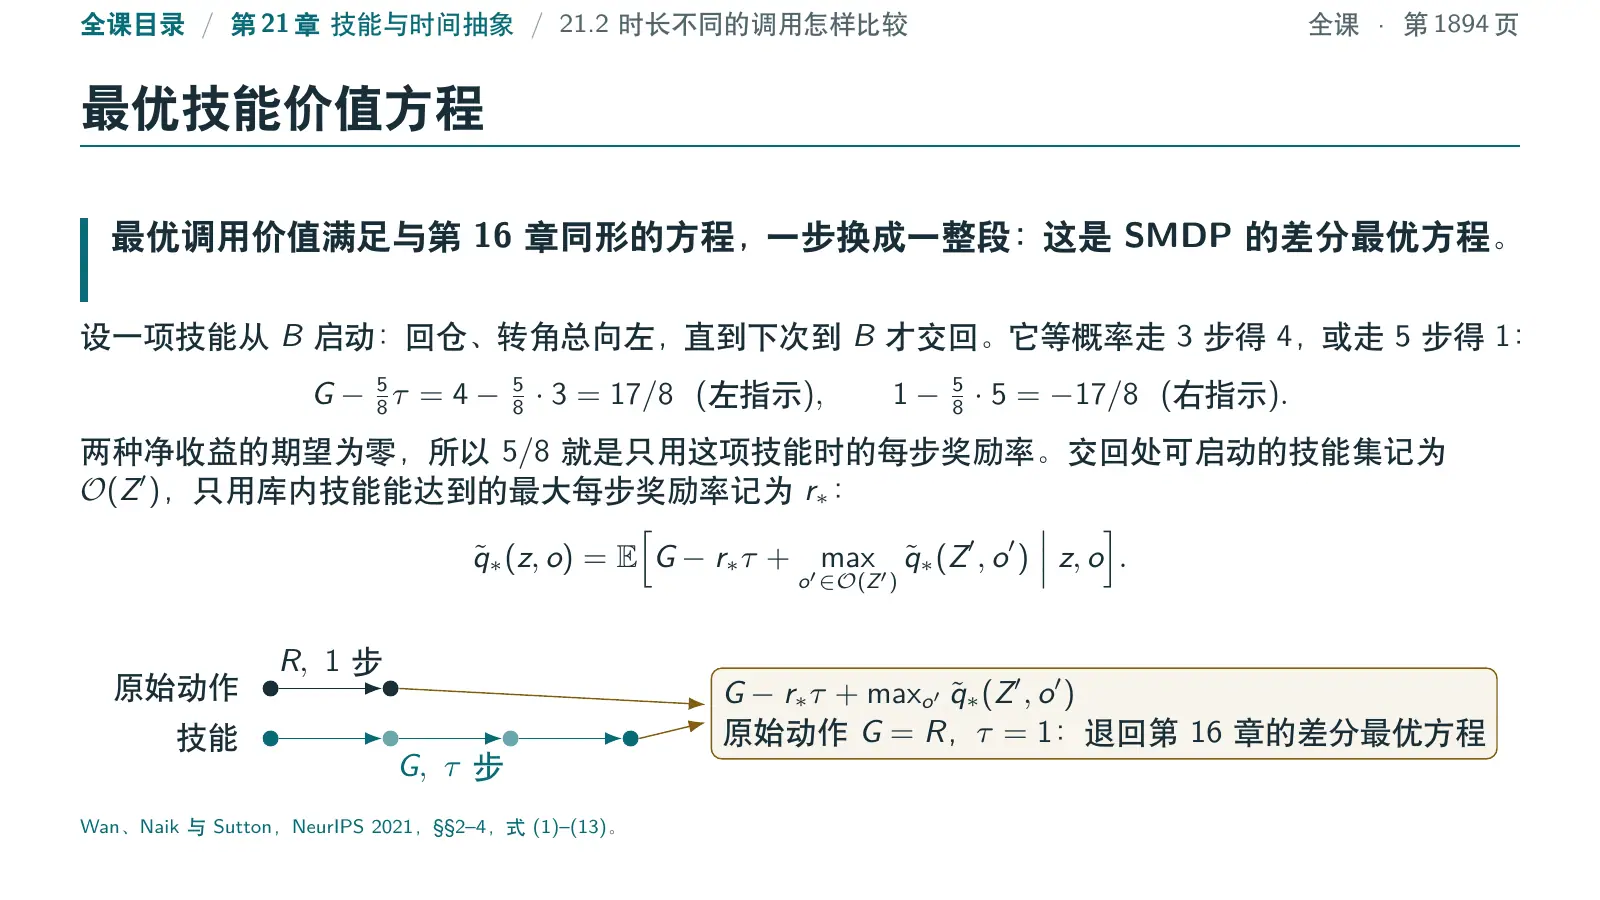 全课目录 / 第 21 章 技能与时间抽象 / 21.2 时长不同的调用怎样比较
全课 · 第 1894 页
最优技能价值方程
最优调用价值满足与第 16 章同形的方程，一步换成一整段：这是 SMDP 的差分最优方程。
设一项技能从 B 启动：回仓、转角总向左，直到下次到 B 才交回。它等概率走 3 步得 4，或走 5 步得 1：
G − 5/8 τ = 4 − 5/8 · 3 = 17/8 (左指示), 1 − 5/8 · 5 = −17/8 (右指示).
两种净收益的期望为零，所以 5/8 就是只用这项技能时的每步奖励率。交回处可启动的技能集记为
𝒪(Z′)，只用库内技能能达到的最大每步奖励率记为 r∗：
q̃∗(z, o) = 𝔼[G − r∗τ + max_{o′∈𝒪(Z′)} q̃∗(Z′, o′) | z, o].
R, 1 步
原始动作
技能
G, τ 步
G − r∗τ + max_{o′} q̃∗(Z′, o′)
原始动作 G = R，τ = 1：退回第 16 章的差分最优方程
Wan、Naik 与 Sutton，NeurIPS 2021，§§2–4，式 (1)–(13)。